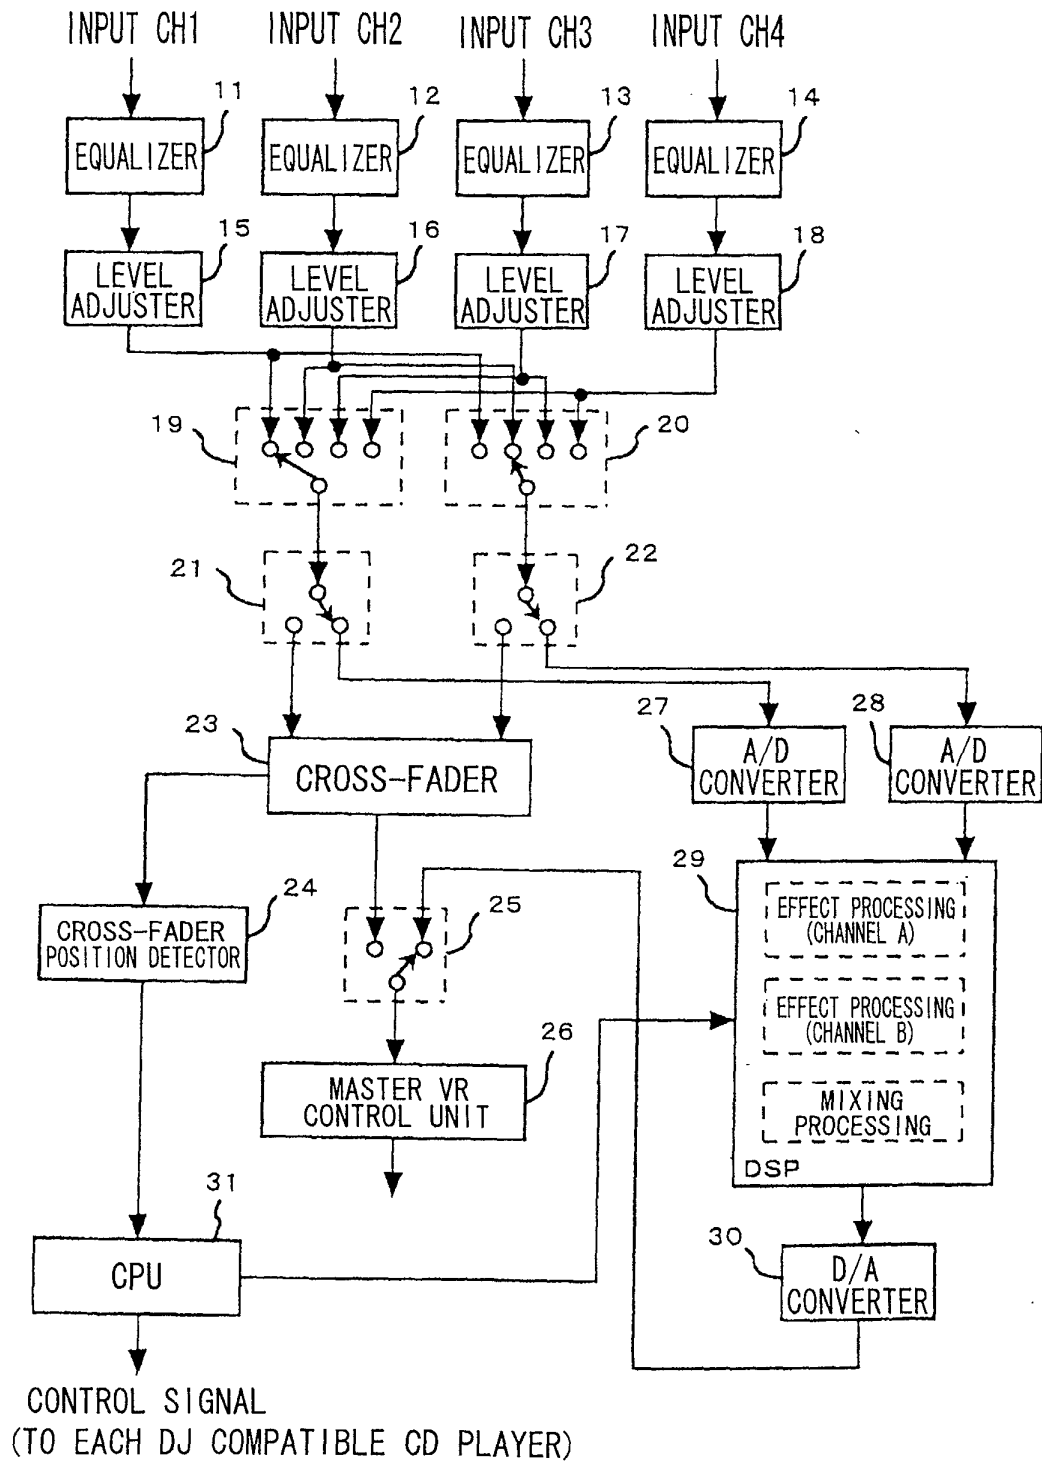 INPUT CH1 INPUT CH2 INPUT CH3 INPUT CH4
11 12 13 14
EQUALIZER EQUALIZER EQUALIZER EQUALIZER
15 16 17 18
LEVEL ADJUSTER
LEVEL ADJUSTER
LEVEL ADJUSTER
LEVEL ADJUSTER
19 20
21 22
23
CROSS-FADER
27
A/D
CONVERTER
28
A/D
CONVERTER
24
CROSS-FADER
POSITION DETECTOR
25
29
EFFECT PROCESSING
(CHANNEL A)
EFFECT PROCESSING
(CHANNEL B)
MIXING
PROCESSING
DSP
26
MASTER VR
CONTROL UNIT
31
CPU
30
D/A
CONVERTER
CONTROL SIGNAL
(TO EACH DJ COMPATIBLE CD PLAYER)